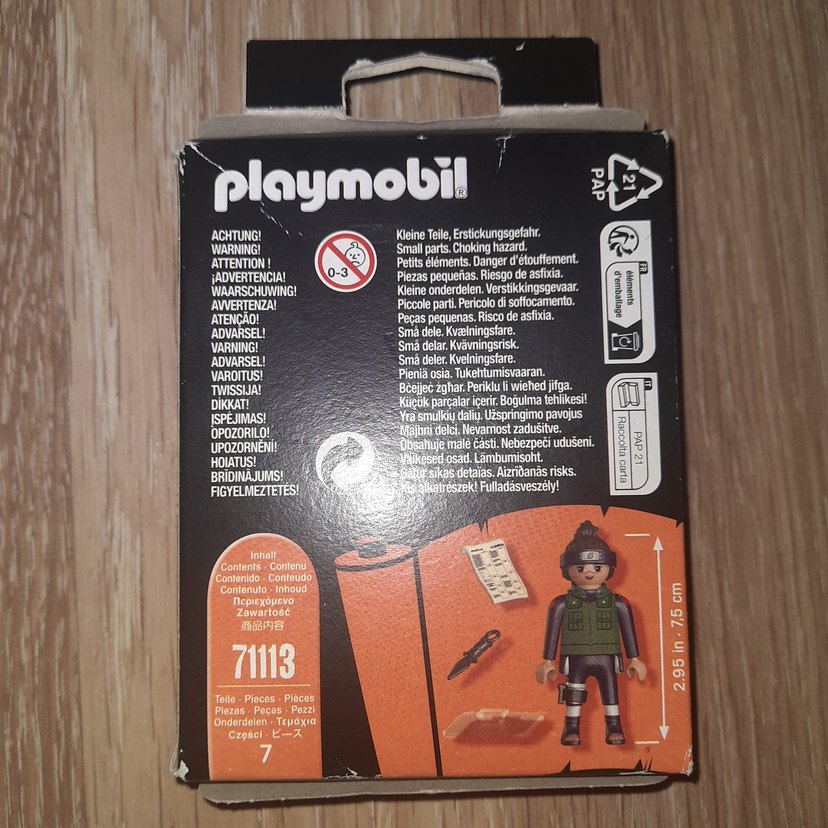 playmobil®
ACHTUNG!
WARNING!
ATTENTION !
¡ADVERTENCIA!
WAARSCHUWING!
AVVERTENZA!
ATENÇÃO!
ADVARSEL!
VARNING!
ADVARSEL!
VAROITUS!
TWISSIJA!
DİKKAT!
ĮSPĖJIMAS!
OPOZORILO!
UPOZORNĚNÍ!
HOIATUS!
BRĪDINĀJUMS!
FIGYELMEZTETÉS!
0-3
Kleine Teile, Erstickungsgefahr.
Small parts. Choking hazard.
Petits éléments. Danger d'étouffement.
Piezas pequeñas. Riesgo de asfixia.
Kleine onderdelen. Verstikkingsgevaar.
Piccole parti. Pericolo di soffocamento.
Peças pequenas. Risco de asfixia.
Små dele. Kvælningsfare.
Små delar. Kvävningsrisk.
Små deler. Kvelningsfare.
Pieniä osia. Tukehtumisvaaran.
Bċejjeċ żgħar. Periklu li wieħed jifga.
Küçük parçalar içerir. Boğulma tehlikesi!
Yra smulkių dalių. Užspringimo pavojus
Majhni delci. Nevarnost zadušitve.
Obsahuje malé části. Nebezpečí udušení.
Väikesed osad. Lämbumisoht.
sīkas detaļas. Aizrīšanās risks.
alkatrészek! Fulladásveszély!
21
PAP
FR
éléments
d'emballage
IT
PAP 21
Raccolta carta
Inhalt
Contents · Contenu
Contenido · Conteúdo
Contenuto · Inhoud
Περιεχόμενο
Zawartość
商品内容
71113
Teile · Pieces · Pièces
Piezas · Peças · Pezzi
Onderdelen · Τεμάχια
Części · ピース
7
2.95 in · 7,5 cm